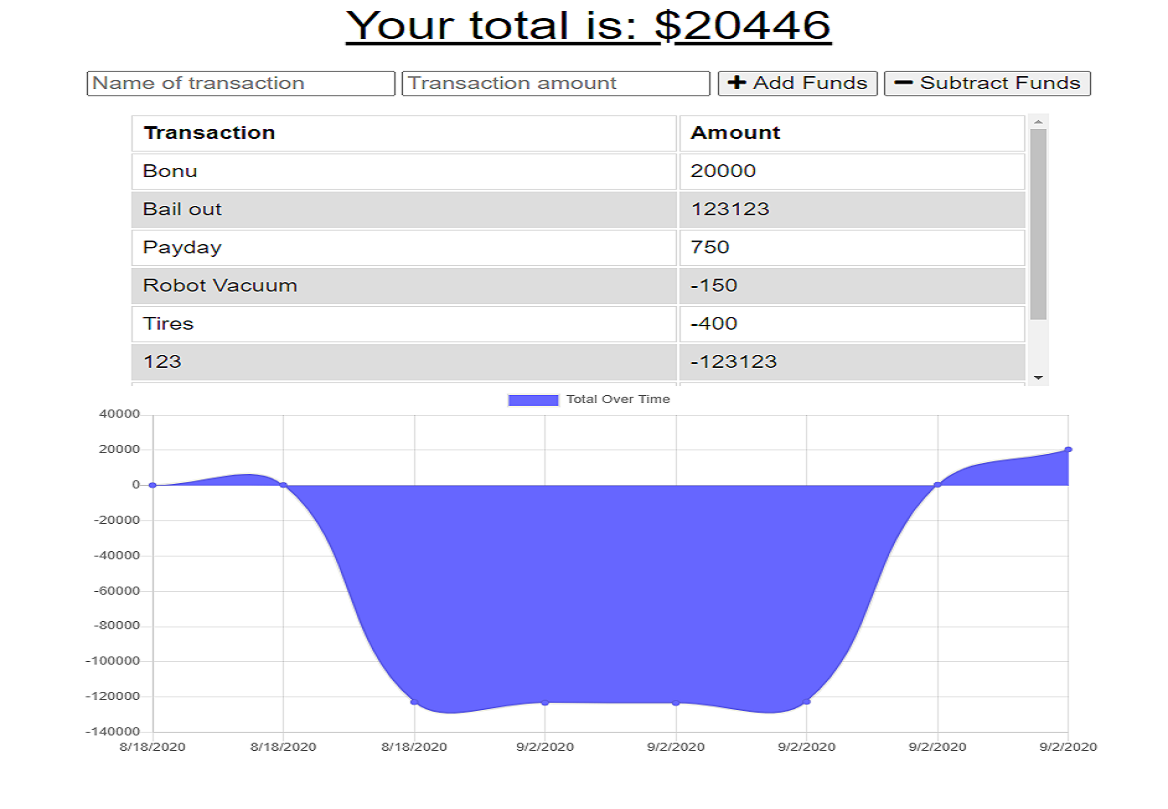 Your total is: $20446
Name of transaction Transaction amount + Add Funds − Subtract Funds
Transaction Amount
Bonu 20000
Bail out 123123
Payday 750
Robot Vacuum -150
Tires -400
123 -123123
Total Over Time
40000
20000
0
-20000
-40000
-60000
-80000
-100000
-120000
-140000
8/18/2020 8/18/2020 8/18/2020 9/2/2020 9/2/2020 9/2/2020 9/2/2020 9/2/2020